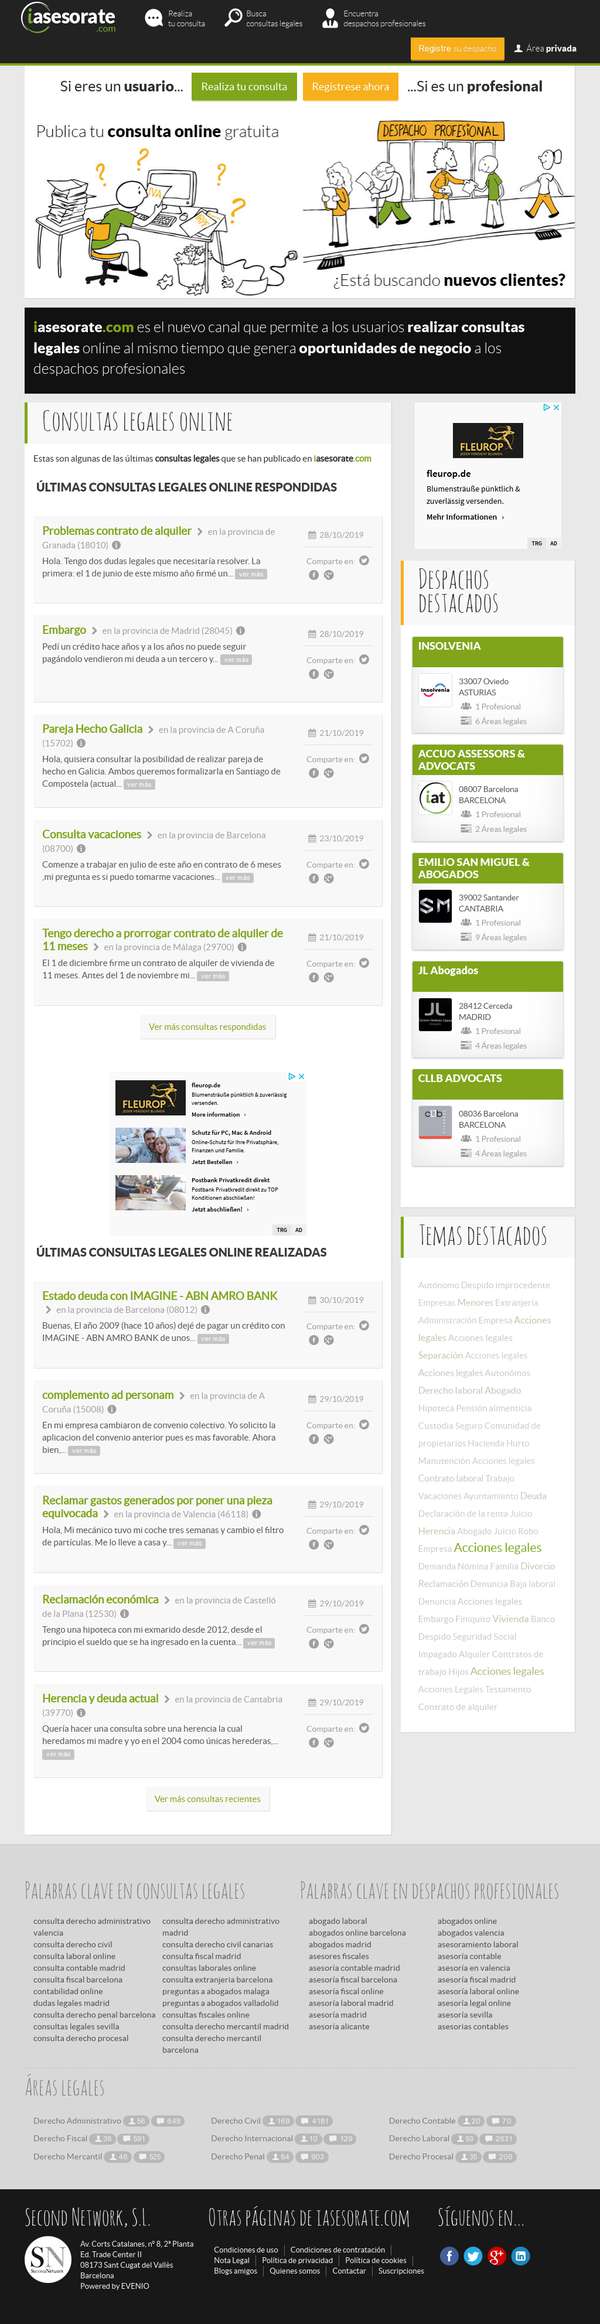 iasesorate
.com
Realiza
tu consulta
Busca
consultas legales
Encuentra
despachos profesionales
Registre su despacho
Área privada
Si eres un usuario...
Realiza tu consulta
Regístrese ahora
...Si es un profesional
Publica tu consulta online gratuita
IVA
DESPACHO PROFESIONAL
¿Está buscando nuevos clientes?
iasesorate.com es el nuevo canal que permite a los usuarios realizar consultas
legales online al mismo tiempo que genera oportunidades de negocio a los
despachos profesionales
Consultas legales online
Estas son algunas de las últimas consultas legales que se han publicado en iasesorate.com
ÚLTIMAS CONSULTAS LEGALES ONLINE RESPONDIDAS
Problemas contrato de alquiler en la provincia de
Granada (18010)
Hola. Tengo dos dudas legales que necesitaría resolver. La
primera: el 1 de junio de este mismo año firmé un... ver más
28/10/2019
Comparte en:
Embargo en la provincia de Madrid (28045)
Pedí un crédito hace años y a los años no puede seguir
pagándolo vendieron mi deuda a un tercero y... ver más
28/10/2019
Comparte en:
Pareja Hecho Galicia en la provincia de A Coruña
(15702)
Hola, quisiera consultar la posibilidad de realizar pareja de
hecho en Galicia. Ambos queremos formalizarla en Santiago de
Compostela (actual... ver más
21/10/2019
Comparte en:
Consulta vacaciones en la provincia de Barcelona
(08700)
Comenze a trabajar en julio de este año en contrato de 6 meses
,mi pregunta es si puedo tomarme vacaciones... ver más
23/10/2019
Comparte en:
Tengo derecho a prorrogar contrato de alquiler de
11 meses en la provincia de Málaga (29700)
El 1 de diciembre firme un contrato de alquiler de vivienda de
11 meses. Antes del 1 de noviembre mi... ver más
21/10/2019
Comparte en:
Ver más consultas respondidas
FLEUROP
fleurop.de
Blumensträuße pünktlich & zuverlässig
versenden.
More information ›
Schutz für PC, Mac & Android
Online-Schutz für Ihre Privatsphäre,
Finanzen und Familie.
Jetzt Bestellen ›
Postbank Privatkredit direkt
Postbank Privatkredit direkt zu TOP
Konditionen abschließen!
Jetzt abschließen! ›
TRG AD
ÚLTIMAS CONSULTAS LEGALES ONLINE REALIZADAS
Estado deuda con IMAGINE - ABN AMRO BANK
en la provincia de Barcelona (08012)
Buenas, El año 2009 (hace 10 años) dejé de pagar un crédito con
IMAGINE - ABN AMRO BANK de unos... ver más
30/10/2019
Comparte en:
complemento ad personam en la provincia de A
Coruña (15008)
En mi empresa cambiaron de convenio colectivo. Yo solicito la
aplicacion del convenio anterior pues es mas favorable. Ahora
bien,... ver más
29/10/2019
Comparte en:
Reclamar gastos generados por poner una pieza
equivocada en la provincia de Valencia (46118)
Hola, Mi mecánico tuvo mi coche tres semanas y cambio el filtro
de partículas. Me lo lleve a casa y... ver más
29/10/2019
Comparte en:
Reclamación económica en la provincia de Castelló
de la Plana (12530)
Tengo una hipoteca con mi exmarido desde 2012, desde el
principio el sueldo que se ha ingresado en la cuenta... ver más
29/10/2019
Comparte en:
Herencia y deuda actual en la provincia de Cantabria
(39770)
Quería hacer una consulta sobre una herencia la cual
heredamos mi madre y yo en el 2004 como únicas herederas,...
ver más
29/10/2019
Comparte en:
Ver más consultas recientes
FLEUROP
fleurop.de
Blumensträuße pünktlich &
zuverlässig versenden.
Mehr Informationen ›
TRG AD
Despachos
destacados
INSOLVENIA
Insolvenia
33007 Oviedo
ASTURIAS
1 Profesional
6 Áreas legales
ACCUO ASSESSORS &
ADVOCATS
iat
08007 Barcelona
BARCELONA
1 Profesional
2 Áreas legales
EMILIO SAN MIGUEL &
ABOGADOS
SM
39002 Santander
CANTABRIA
1 Profesional
9 Áreas legales
JL Abogados
JL
28412 Cerceda
MADRID
1 Profesional
4 Áreas legales
CLLB ADVOCATS
cllb
08036 Barcelona
BARCELONA
1 Profesional
4 Áreas legales
Temas destacados
Autónomo Despido improcedente
Empresas Menores Extranjería
Administración Empresa Acciones
legales Acciones legales
Separación Acciones legales
Acciones legales Autonómos
Derecho laboral Abogado
Hipoteca Pensión alimenticia
Custodia Seguro Comunidad de
propiesarios Hacienda Hurto
Manutención Acciones legales
Contrato laboral Trabajo
Vacaciones Ayuntamiento Deuda
Declaración de la renta Juicio
Herencia Abogado Juicio Robo
Empresa Acciones legales
Demanda Nómina Familia Divorcio
Reclamación Denuncia Baja laboral
Denuncia Acciones legales
Embargo Finiquito Vivienda Banco
Despido Seguridad Social
Impagado Alquiler Contratos de
trabajo Hijos Acciones legales
Acciones Legales Testamento
Contrato de alquiler
Palabras clave en consultas legales
consulta derecho administrativo
valencia
consulta derecho civil
consulta laboral online
consulta contable madrid
consulta fiscal barcelona
contabilidad online
dudas legales madrid
consulta derecho penal barcelona
consultas legales sevilla
consulta derecho procesal
consulta derecho administrativo
madrid
consulta derecho civil canarias
consulta fiscal madrid
consultas laborales online
consulta extranjeria barcelona
preguntas a abogados malaga
preguntas a abogados valladolid
consultas fiscales online
consulta derecho mercantil madrid
consulta derecho mercantil
barcelona
Palabras clave en despachos profesionales
abogado laboral
abogados online barcelona
abogados madrid
asesores fiscales
asesoría contable madrid
asesoría fiscal barcelona
asesoría fiscal online
asesoría laboral madrid
asesoría madrid
asesoría alicante
abogados online
abogados valencia
asesoramiento laboral
asesoría contable
asesoría en valencia
asesoría fiscal madrid
asesoría laboral online
asesoría legal online
asesoría sevilla
asesorías contables
Áreas legales
Derecho Administrativo 56 649
Derecho Civil 169 4181
Derecho Contable 20 70
Derecho Fiscal 591
Derecho Internacional 10 129
Derecho Laboral 2631
Derecho Mercantil 46 525
Derecho Penal 84 903
Derecho Procesal 200
Second Network, S.L.
SN
SecondNetwork
Av. Corts Catalanes, nº 8, 2ª Planta
Ed. Trade Center II
08173 Sant Cugat del Vallès
Barcelona
Powered by EVENIO
Otras páginas de iasesorate.com
Condiciones de uso Condiciones de contratación
Nota Legal Política de privacidad Política de cookies
Blogs amigos Quienes somos Contactar Suscripciones
Síguenos en...